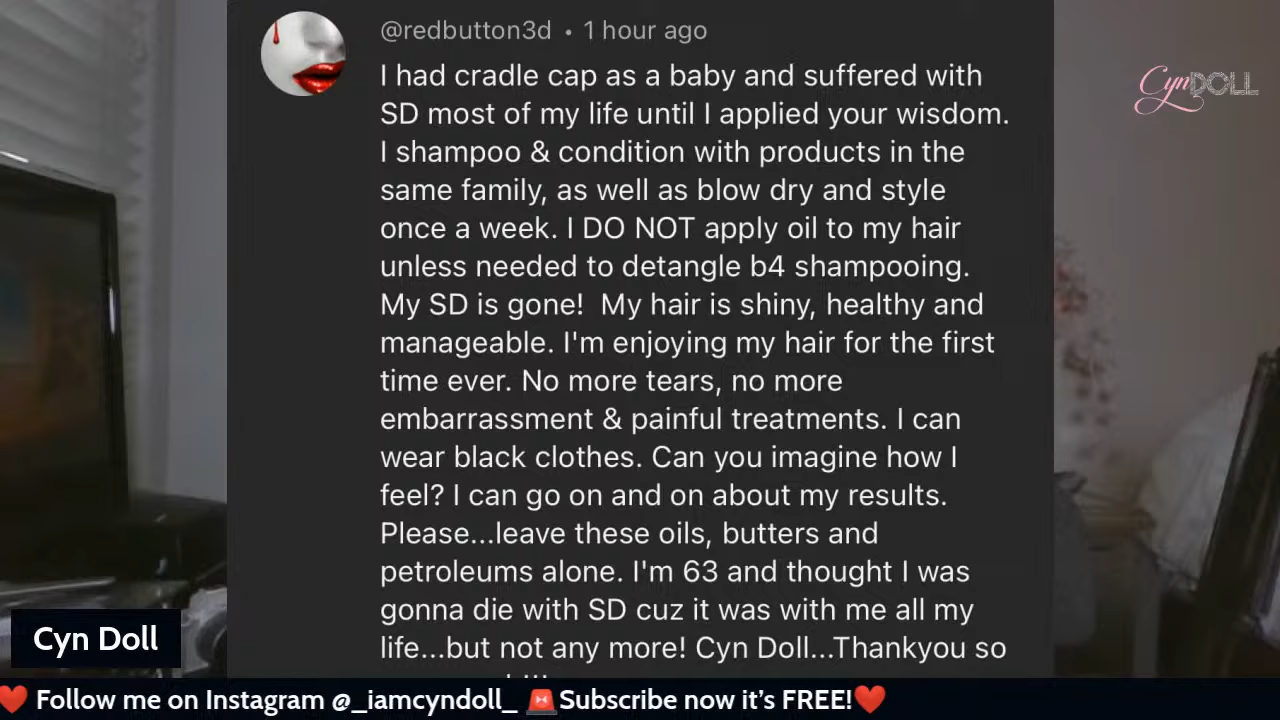 @redbutton3d • 1 hour ago
I had cradle cap as a baby and suffered with
SD most of my life until I applied your wisdom.
I shampoo & condition with products in the
same family, as well as blow dry and style
once a week. I DO NOT apply oil to my hair
unless needed to detangle b4 shampooing.
My SD is gone!  My hair is shiny, healthy and
manageable. I'm enjoying my hair for the first
time ever. No more tears, no more
embarrassment & painful treatments. I can
wear black clothes. Can you imagine how I
feel? I can go on and on about my results.
Please...leave these oils, butters and
petroleums alone. I'm 63 and thought I was
gonna die with SD cuz it was with me all my
life...but not any more! Cyn Doll...Thankyou so
CynDOLL
Cyn Doll
❤️ Follow me on Instagram @_iamcyndoll_ 🚨Subscribe now it’s FREE!❤️